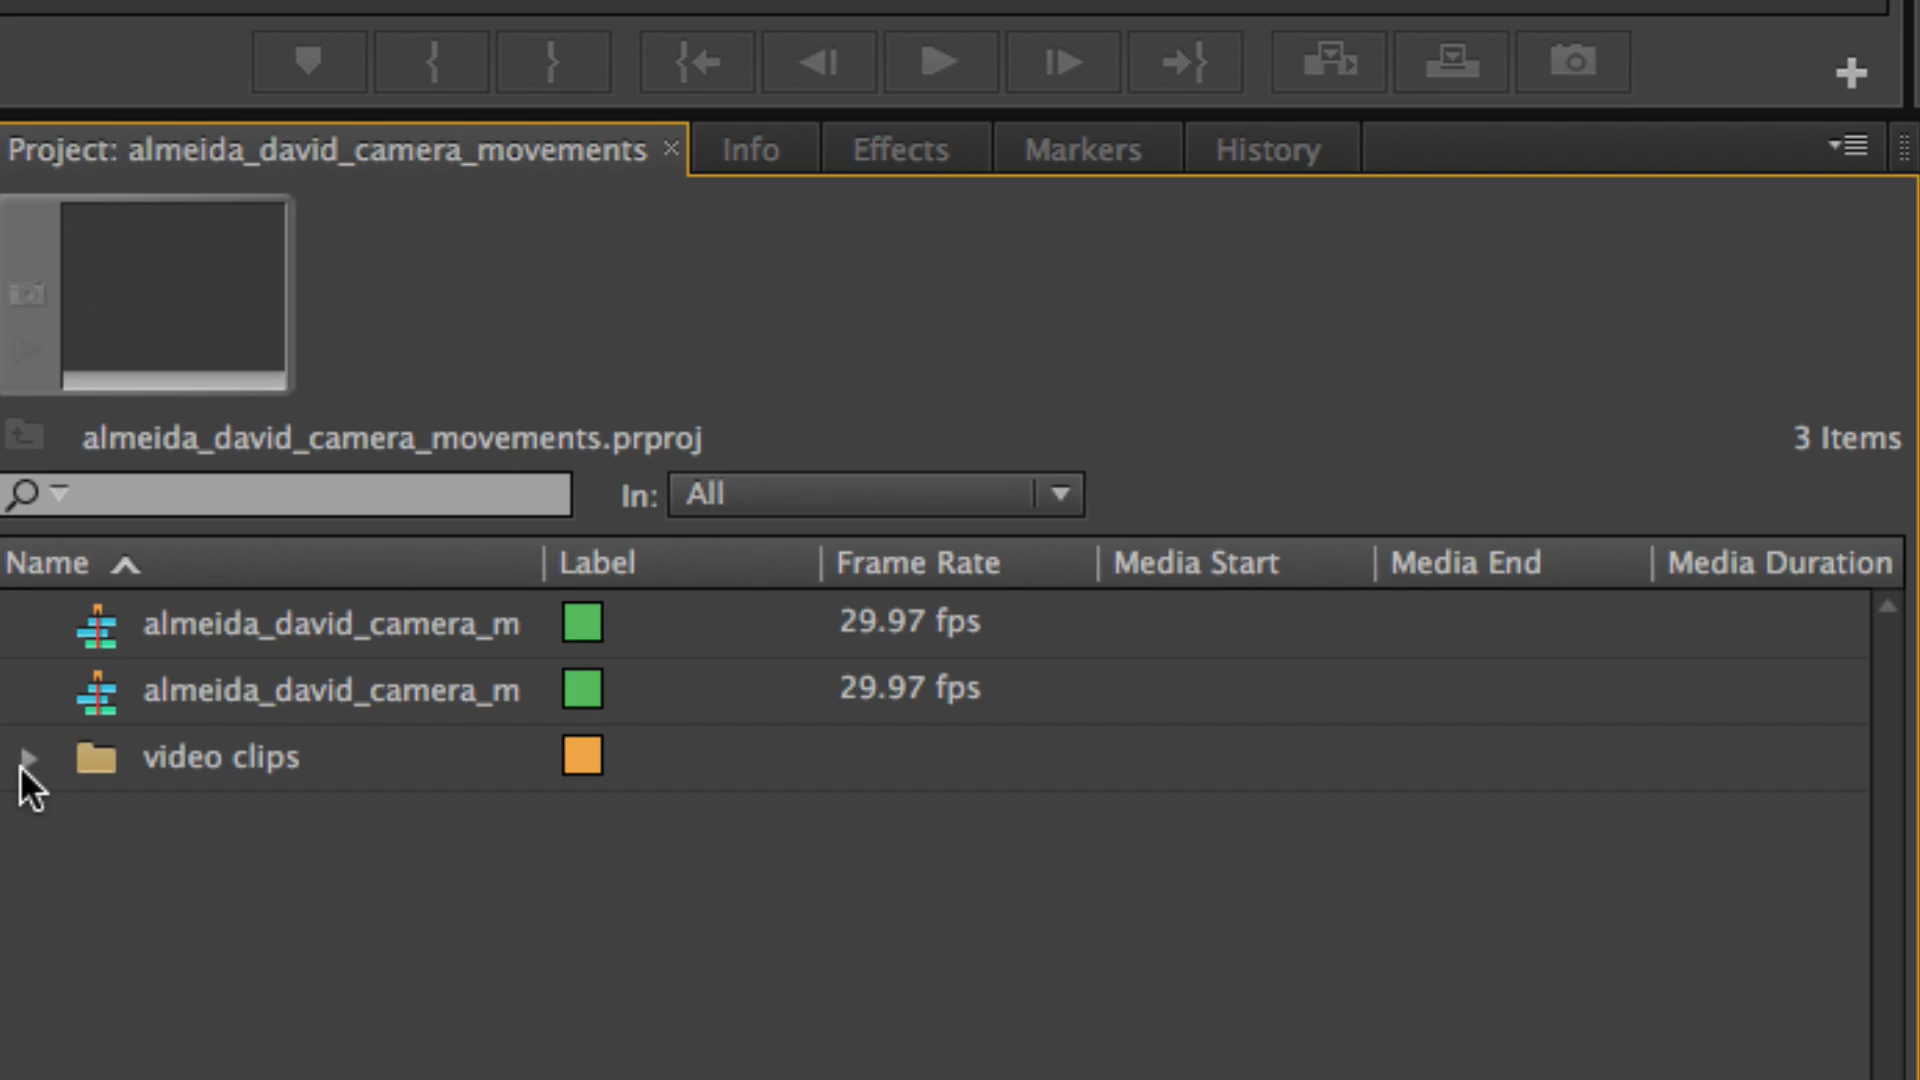 Project: almeida_david_camera_movements × Info Effects Markers History
almeida_david_camera_movements.prproj 3 Items
In: All
Name Label Frame Rate Media Start Media End Media Duration
almeida_david_camera_m 29.97 fps
almeida_david_camera_m 29.97 fps
video clips